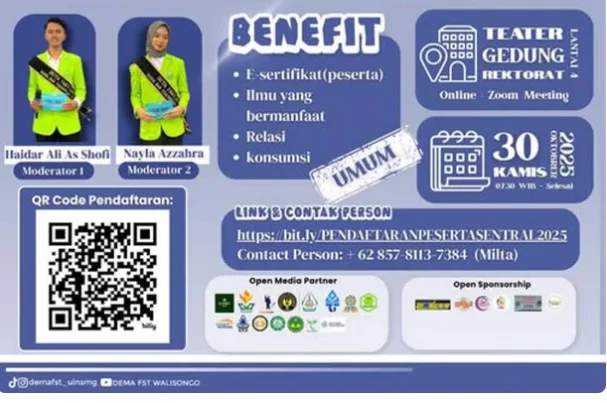 BENEFIT
• E-sertifikat(peserta)
• Ilmu yang
bermanfaat
• Relasi
• konsumsi
UMUM
TEATER
GEDUNG
REKTORAT
LANTAI 4
Online : Zoom Meeting
30
KAMIS
OKTOBER
2025
07.30 WIB - Selesai
Haidar Ali As Shofi
Moderator 1
Nayla Azzahra
Moderator 2
QR Code Pendaftaran:
bitly
LINK & CONTAK PERSON
https://bit.ly/PENDAFTARANPESERTASENTRAL2025
Contact Person: + 62 857-8113-7384 (Milta)
Open Media Partner
Open Sponsorship
demafst_uinsmg
DEMA FST WALISONGO